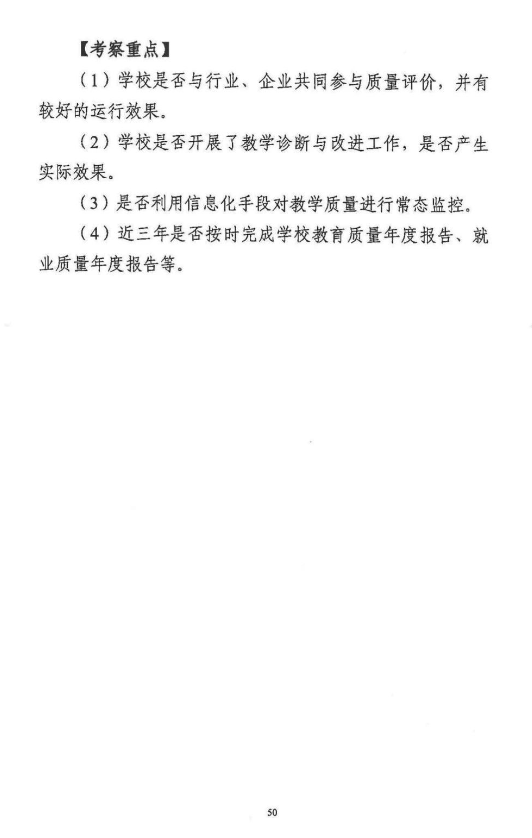 【考察重点】
（1）学校是否与行业、企业共同参与质量评价，并有
较好的运行效果。
（2）学校是否开展了教学诊断与改进工作，是否产生
实际效果。
（3）是否利用信息化手段对教学质量进行常态监控。
（4）近三年是否按时完成学校教育质量年度报告、就
业质量年度报告等。
50